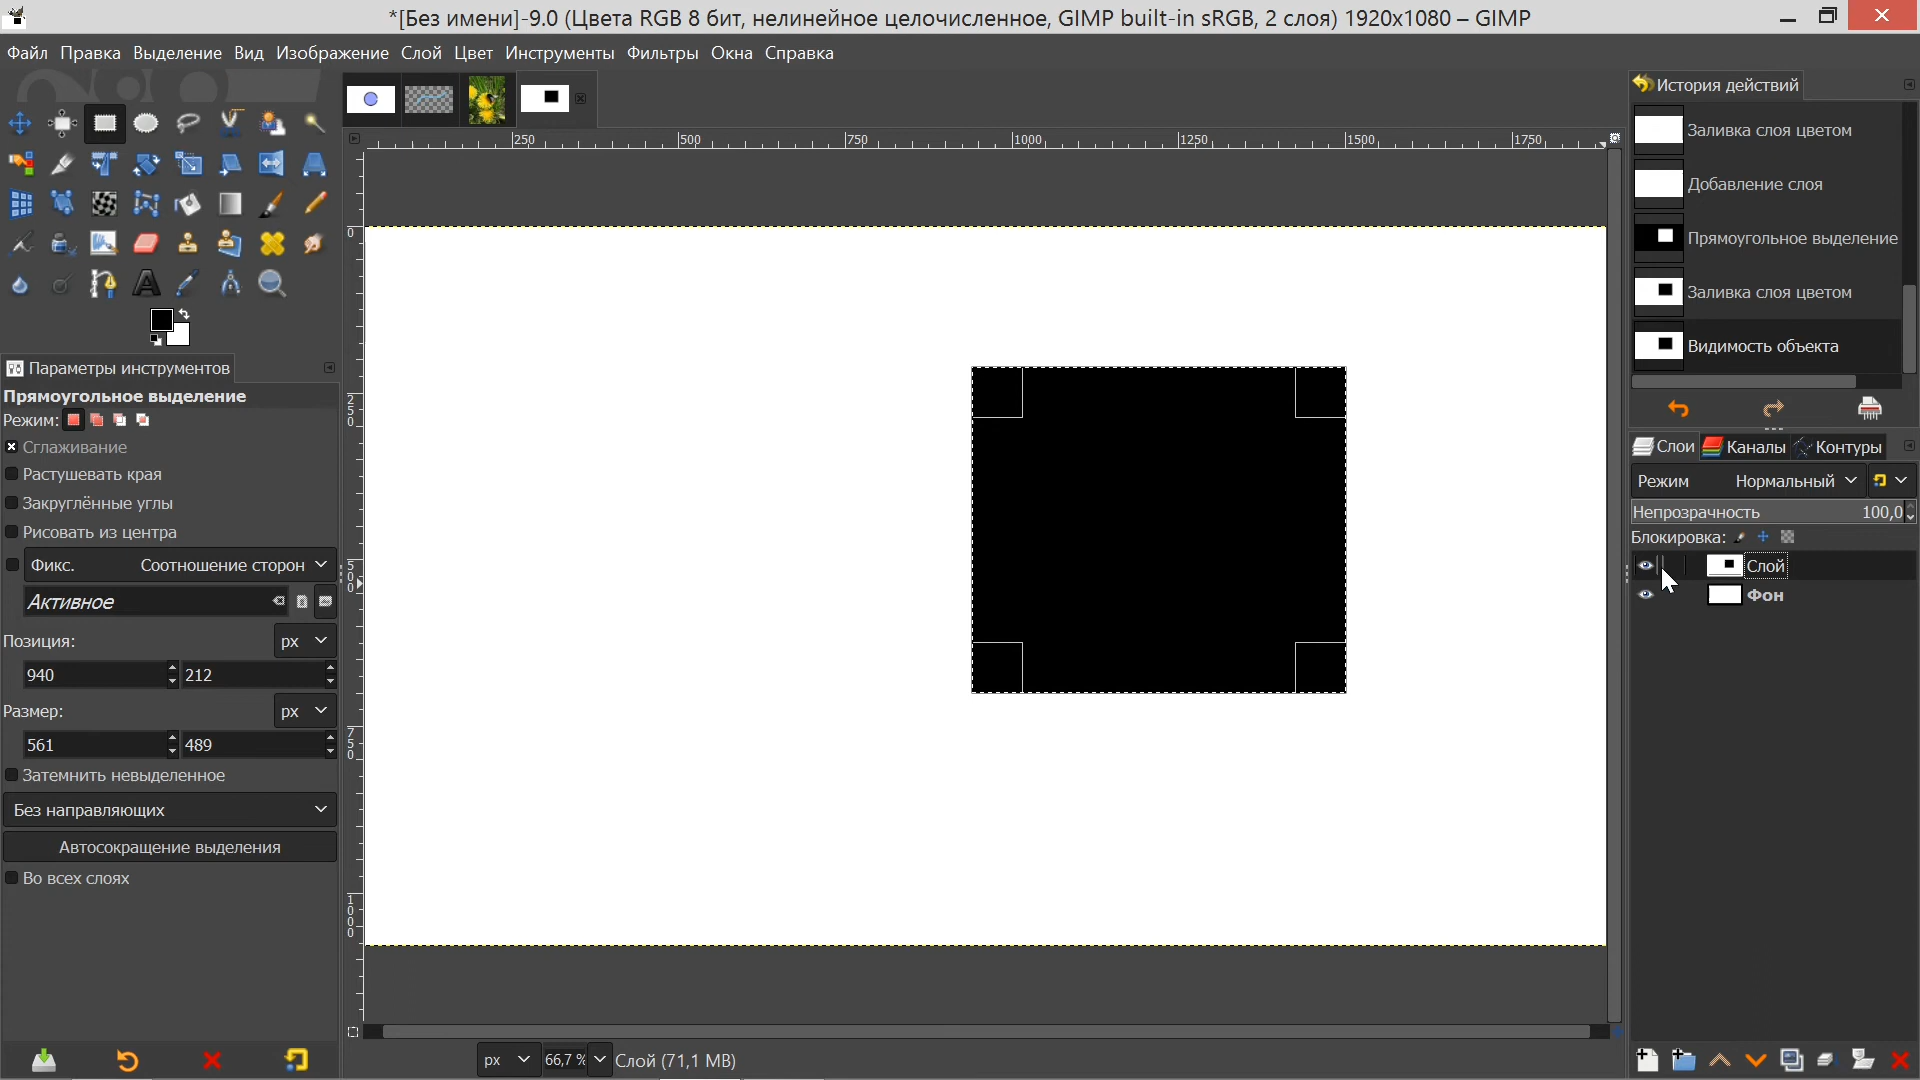 *[Без имени]-9.0 (Цвета RGB 8 бит, нелинейное целочисленное, GIMP built-in sRGB, 2 слоя) 1920x1080 – GIMP
Файл Правка Выделение Вид Изображение Слой Цвет Инструменты Фильтры Окна Справка
250 500 750 1000 1250 1500 1750
0
250
500
750
1000
Параметры инструментов
Прямоугольное выделение
Режим:
Сглаживание
Растушевать края
Закруглённые углы
Рисовать из центра
Фикс. Соотношение сторон
Активное
Позиция: px
940 212
Размер: px
561 489
Затемнить невыделенное
Без направляющих
Автосокращение выделения
Во всех слоях
px 66,7 % Слой (71,1 MB)
История действий
Заливка слоя цветом
Добавление слоя
Прямоугольное выделение
Заливка слоя цветом
Видимость объекта
Слои Каналы Контуры
Режим Нормальный
Непрозрачность 100,0
Блокировка:
Слой
Фон